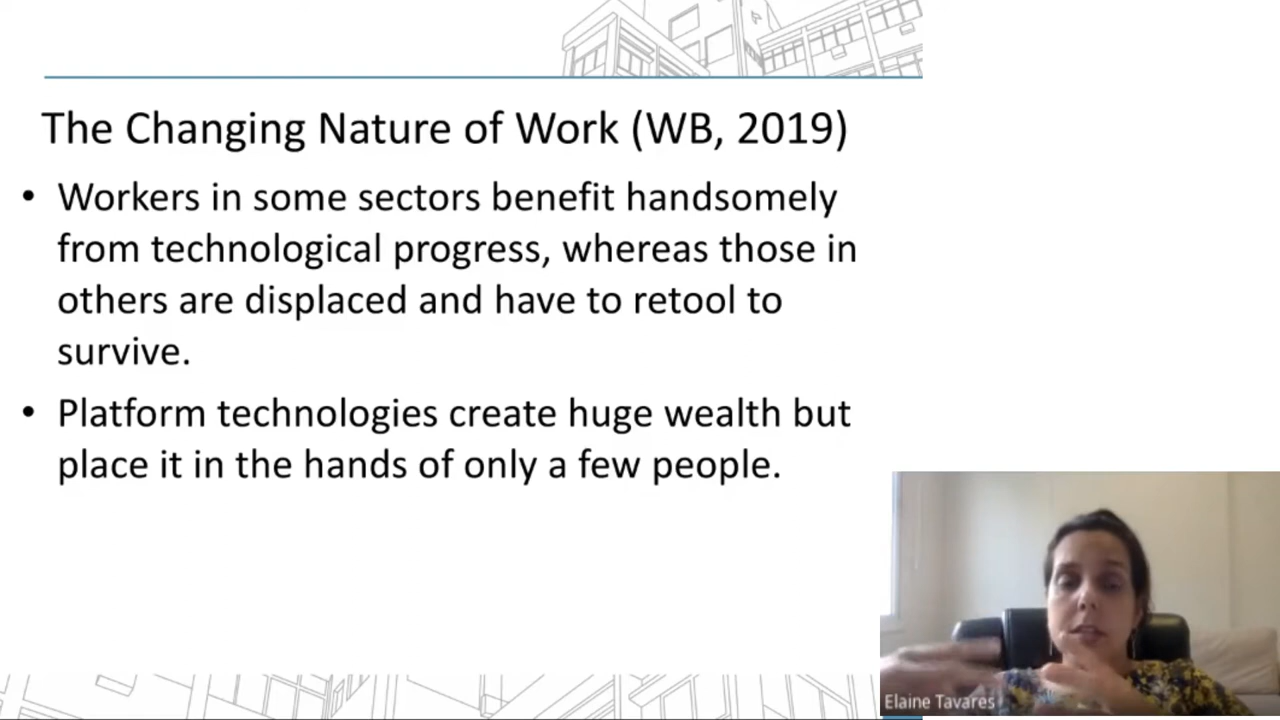 The Changing Nature of Work (WB, 2019)
• Workers in some sectors benefit handsomely
from technological progress, whereas those in
others are displaced and have to retool to
survive.
• Platform technologies create huge wealth but
place it in the hands of only a few people.
Elaine Tavares